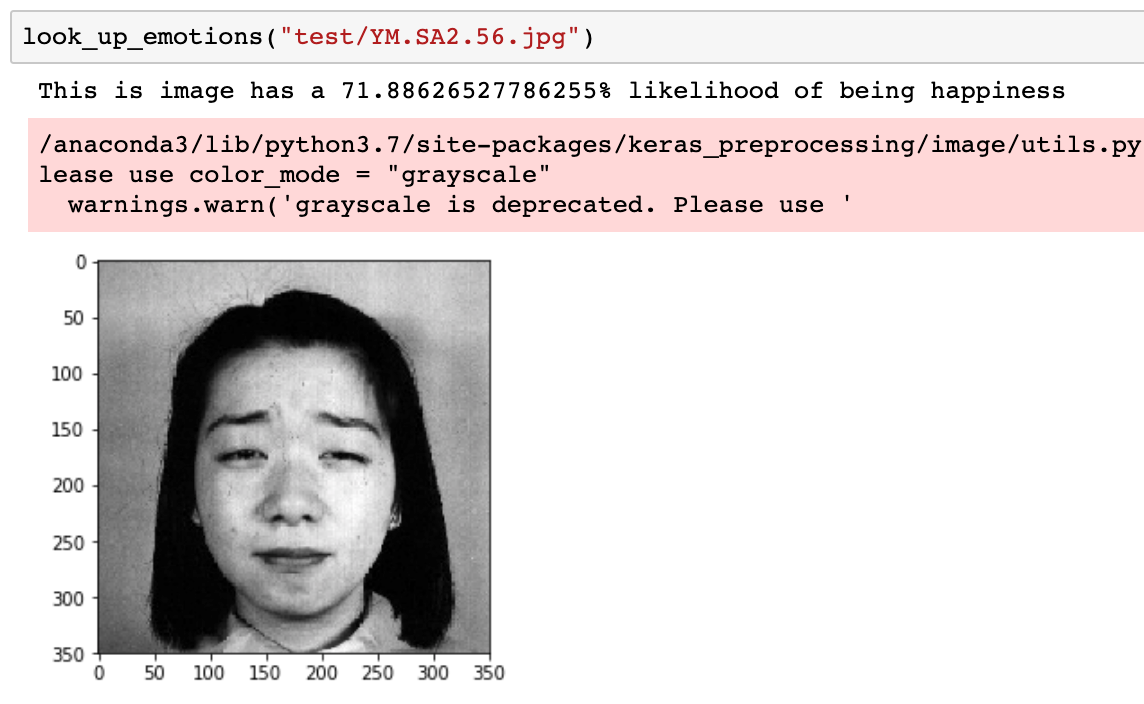 look_up_emotions("test/YM.SA2.56.jpg")
This is image has a 71.88626527786255% likelihood of being happiness
/anaconda3/lib/python3.7/site-packages/keras_preprocessing/image/utils.py
lease use color_mode = "grayscale"
warnings.warn('grayscale is deprecated. Please use '
0
50
100
150
200
250
300
350
0 50 100 150 200 250 300 350